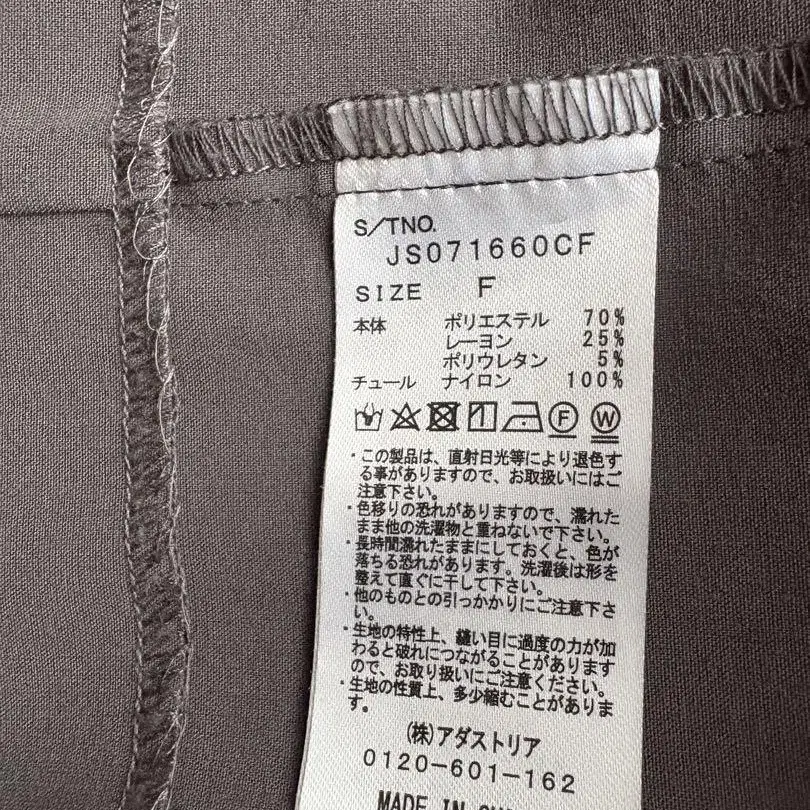 S/TNO.
JS071660CF
SIZE F
本体 ポリエステル 70%
レーヨン 25%
ポリウレタン 5%
チュール ナイロン 100%
F W
・この製品は、直射日光等により退色す
る事がありますので、お取扱いにはご
注意下さい。
・色移りの恐れがありますので、濡れた
まま他の洗濯物と重ねないで下さい。
・長時間濡れたままにしておくと、色が
落ちる恐れがあります。洗濯後は形を
整えて直ぐに干して下さい。
・他のものとの引っかかりにご注意下さ
い。
・生地の特性上、縫い目に過度の力が加
わると破れにつながることがあります
ので、お取り扱いにご注意ください。
・生地の性質上、多少縮むことがありま
す。
(株)アダストリア
0120-601-162
MADE IN